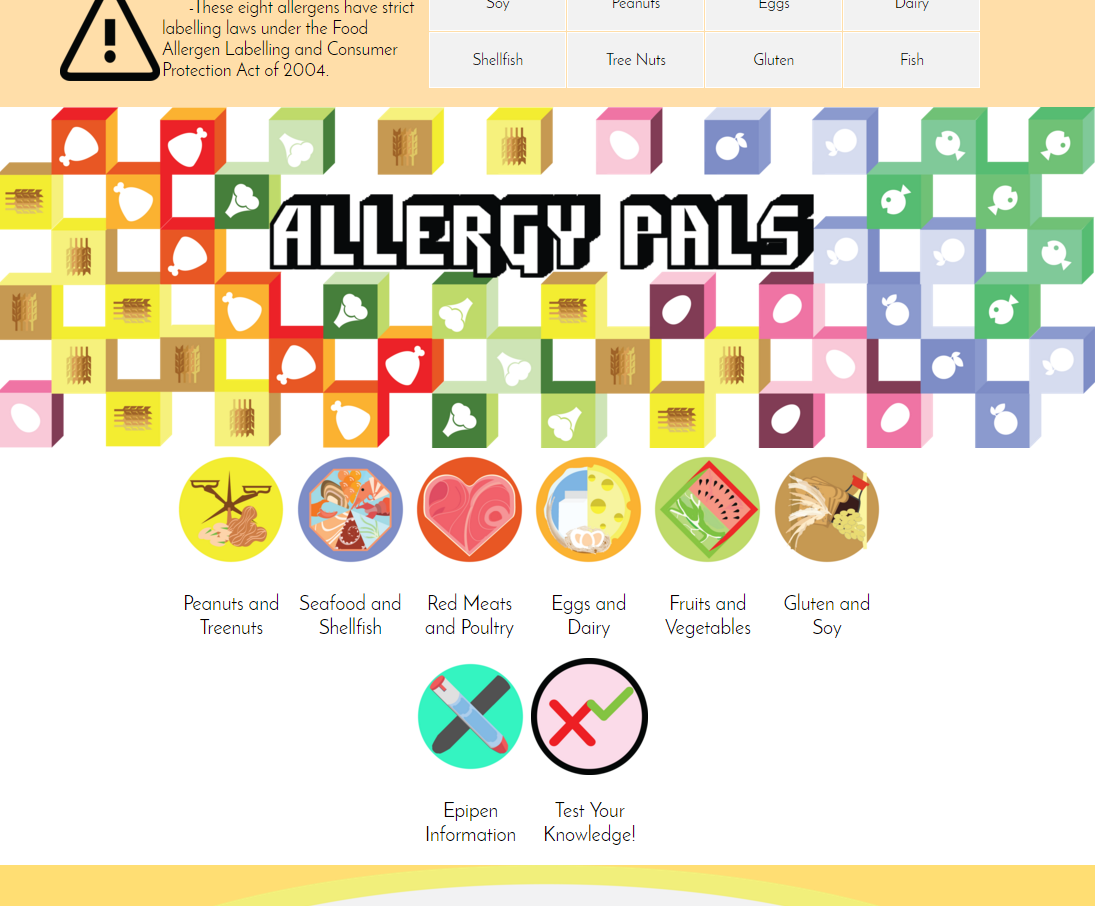 -These eight allergens have strict
labelling laws under the Food
Allergen Labelling and Consumer
Protection Act of 2004.
Soy
Peanuts
Eggs
Dairy
Shellfish
Tree Nuts
Gluten
Fish
ALLERGY PALS
Peanuts and
Treenuts
Seafood and
Shellfish
Red Meats
and Poultry
Eggs and
Dairy
Fruits and
Vegetables
Gluten and
Soy
Epipen
Information
Test Your
Knowledge!